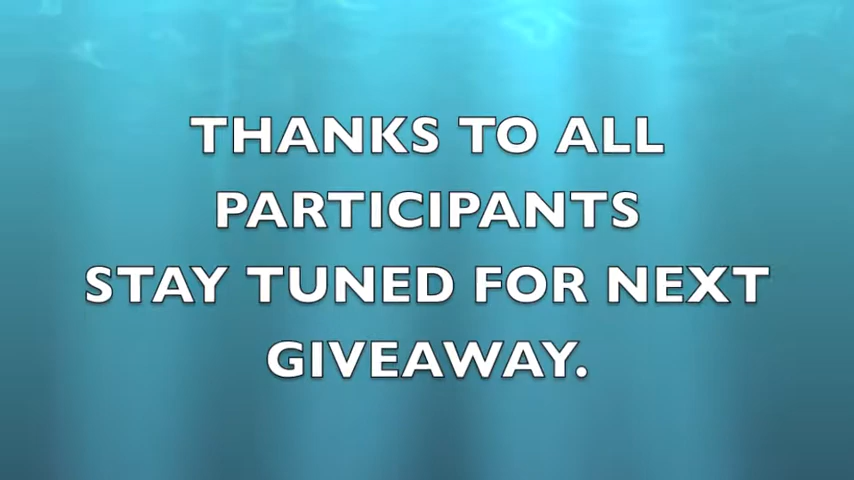 THANKS TO ALL
PARTICIPANTS
STAY TUNED FOR NEXT
GIVEAWAY.